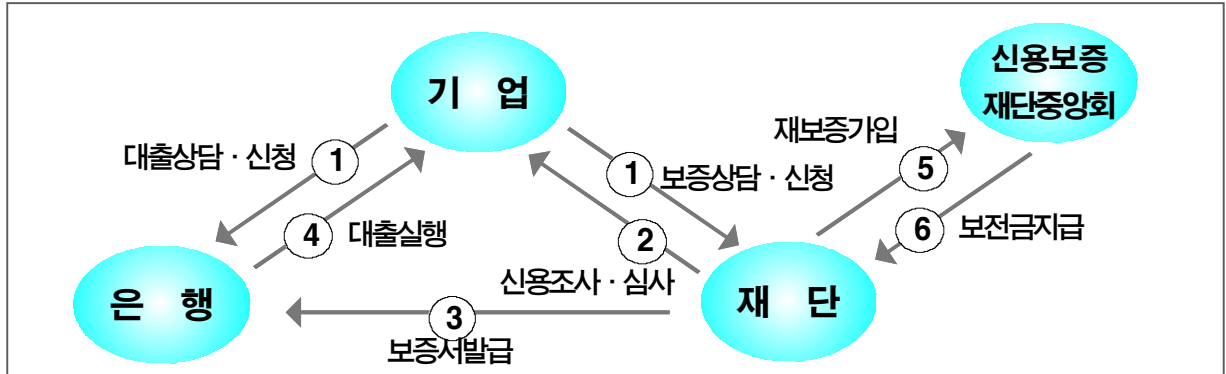 기 업
신용보증
재단중앙회
재보증가입
대출상담 · 신청
1
1
보증상담 · 신청
5
4
대출실행
2
6
보전금지급
신용조사 · 심사
은 행
재 단
3
보증서발급